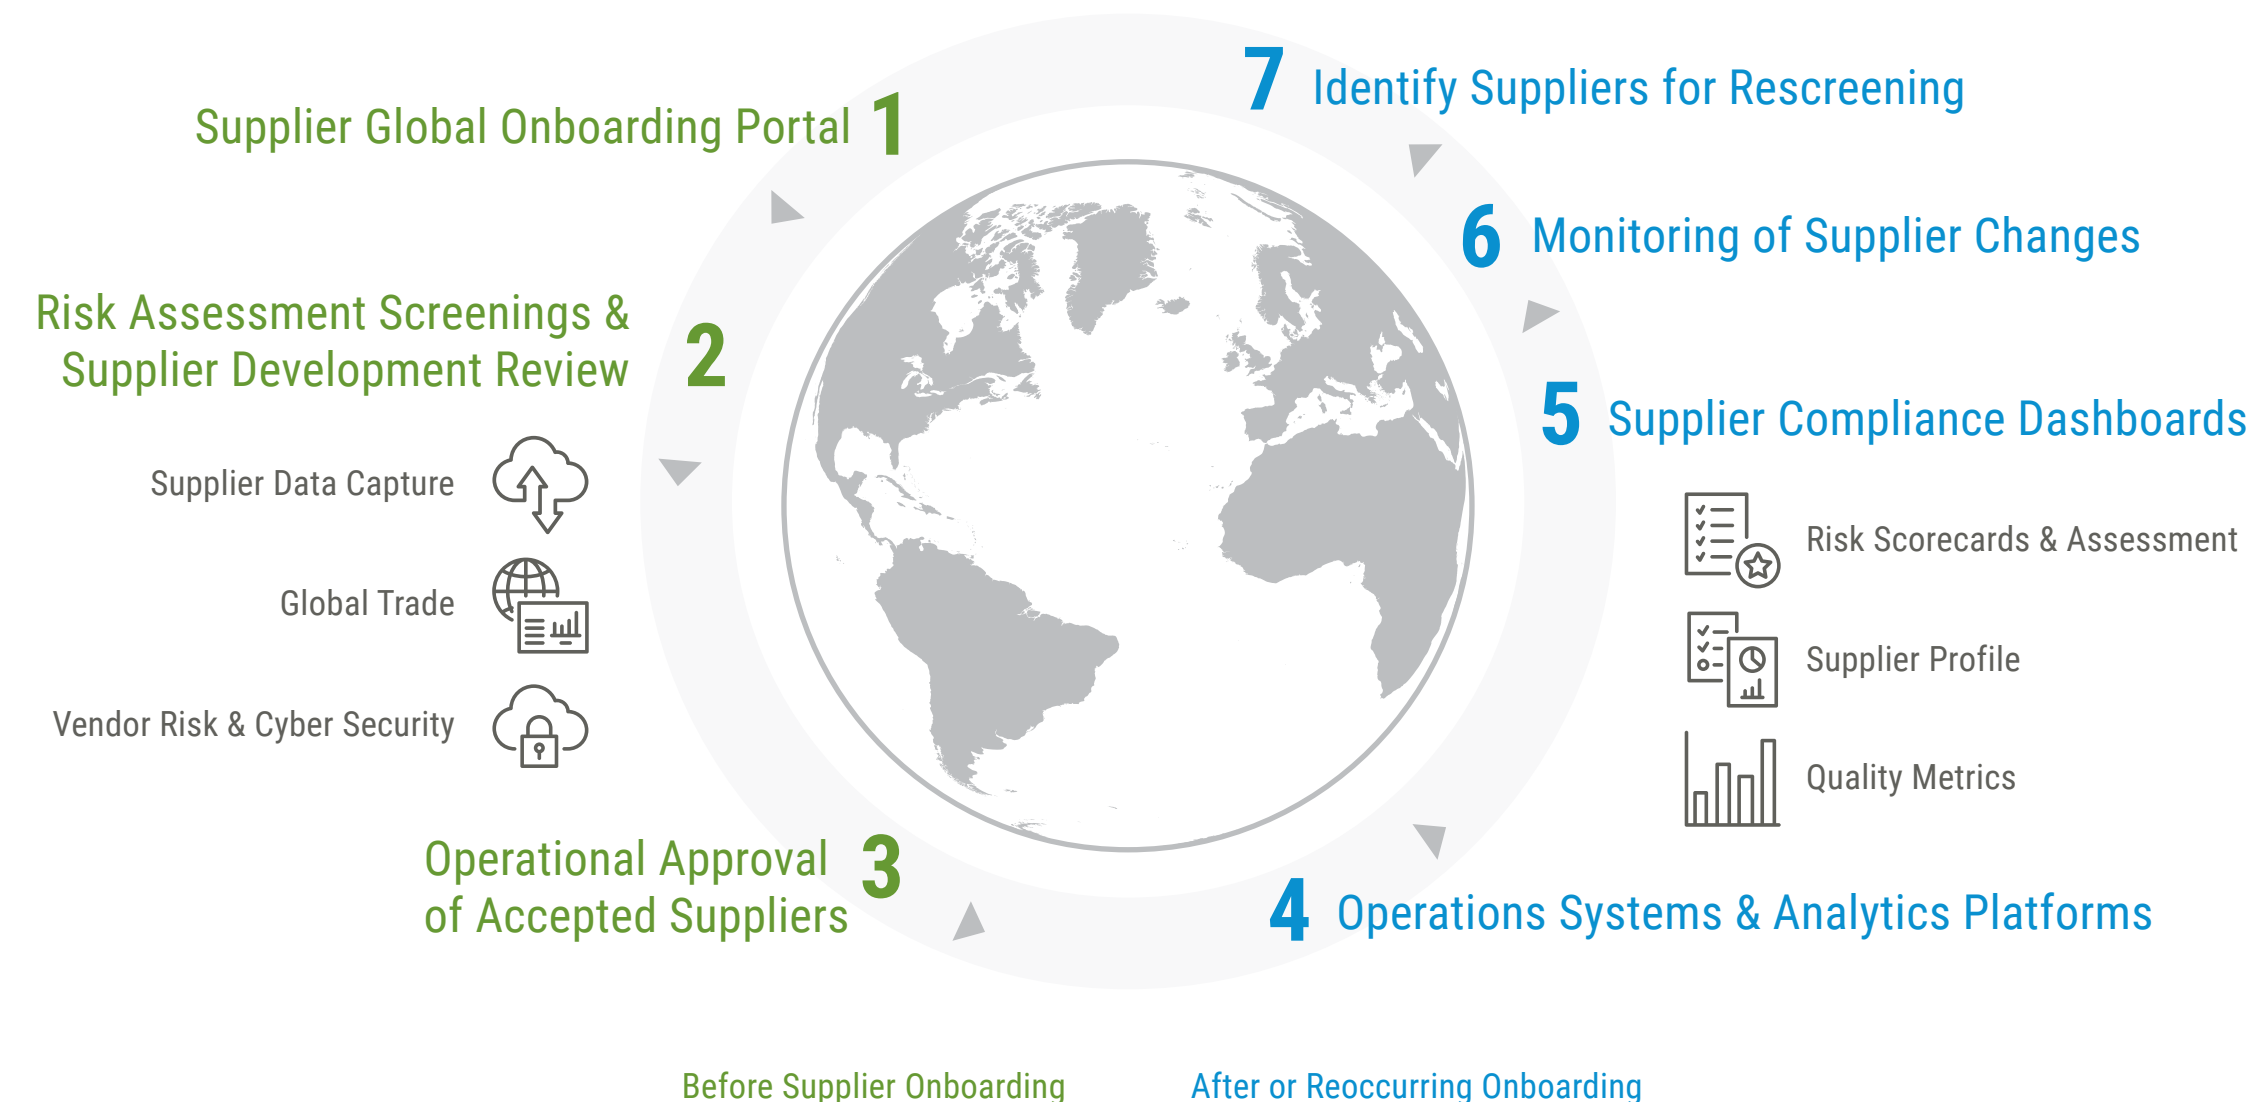 Supplier Global Onboarding Portal 1
Risk Assessment Screenings &
Supplier Development Review
2
Supplier Data Capture
Global Trade
Vendor Risk & Cyber Security
Operational Approval
of Accepted Suppliers
3
4 Operations Systems & Analytics Platforms
5 Supplier Compliance Dashboards
Risk Scorecards & Assessment
Supplier Profile
Quality Metrics
6 Monitoring of Supplier Changes
7 Identify Suppliers for Rescreening
Before Supplier Onboarding
After or Reoccurring Onboarding